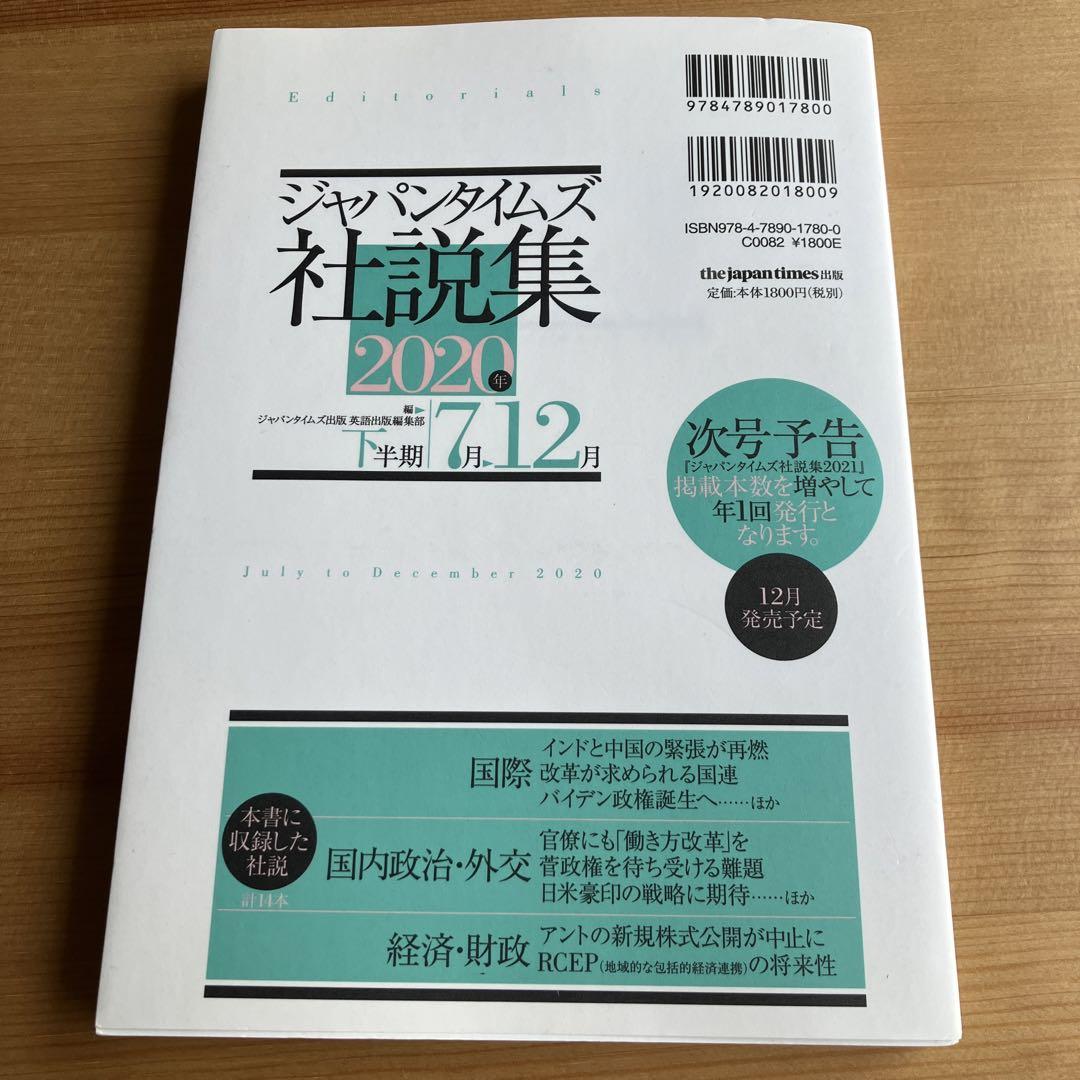 Editorials
ジャパンタイムズ
社説集
2020年
編▶
ジャパンタイムズ出版 英語出版編集部
下半期 7月▶12月
July to December 2020
9784789017800
1920082018009
ISBN978-4-7890-1780-0
C0082 ¥1800E
the japan times出版
定価:本体1800円(税別)
次号予告
『ジャパンタイムズ社説集2021』
掲載本数を増やして
年1回発行と
なります。
12月
発売予定
本書に
収録した
社説
計14本
国際
インドと中国の緊張が再燃
改革が求められる国連
バイデン政権誕生へ……ほか
国内政治・外交
官僚にも「働き方改革」を
菅政権を待ち受ける難題
日米豪印の戦略に期待……ほか
経済・財政
アントの新規株式公開が中止に
RCEP(地域的な包括的経済連携)の将来性